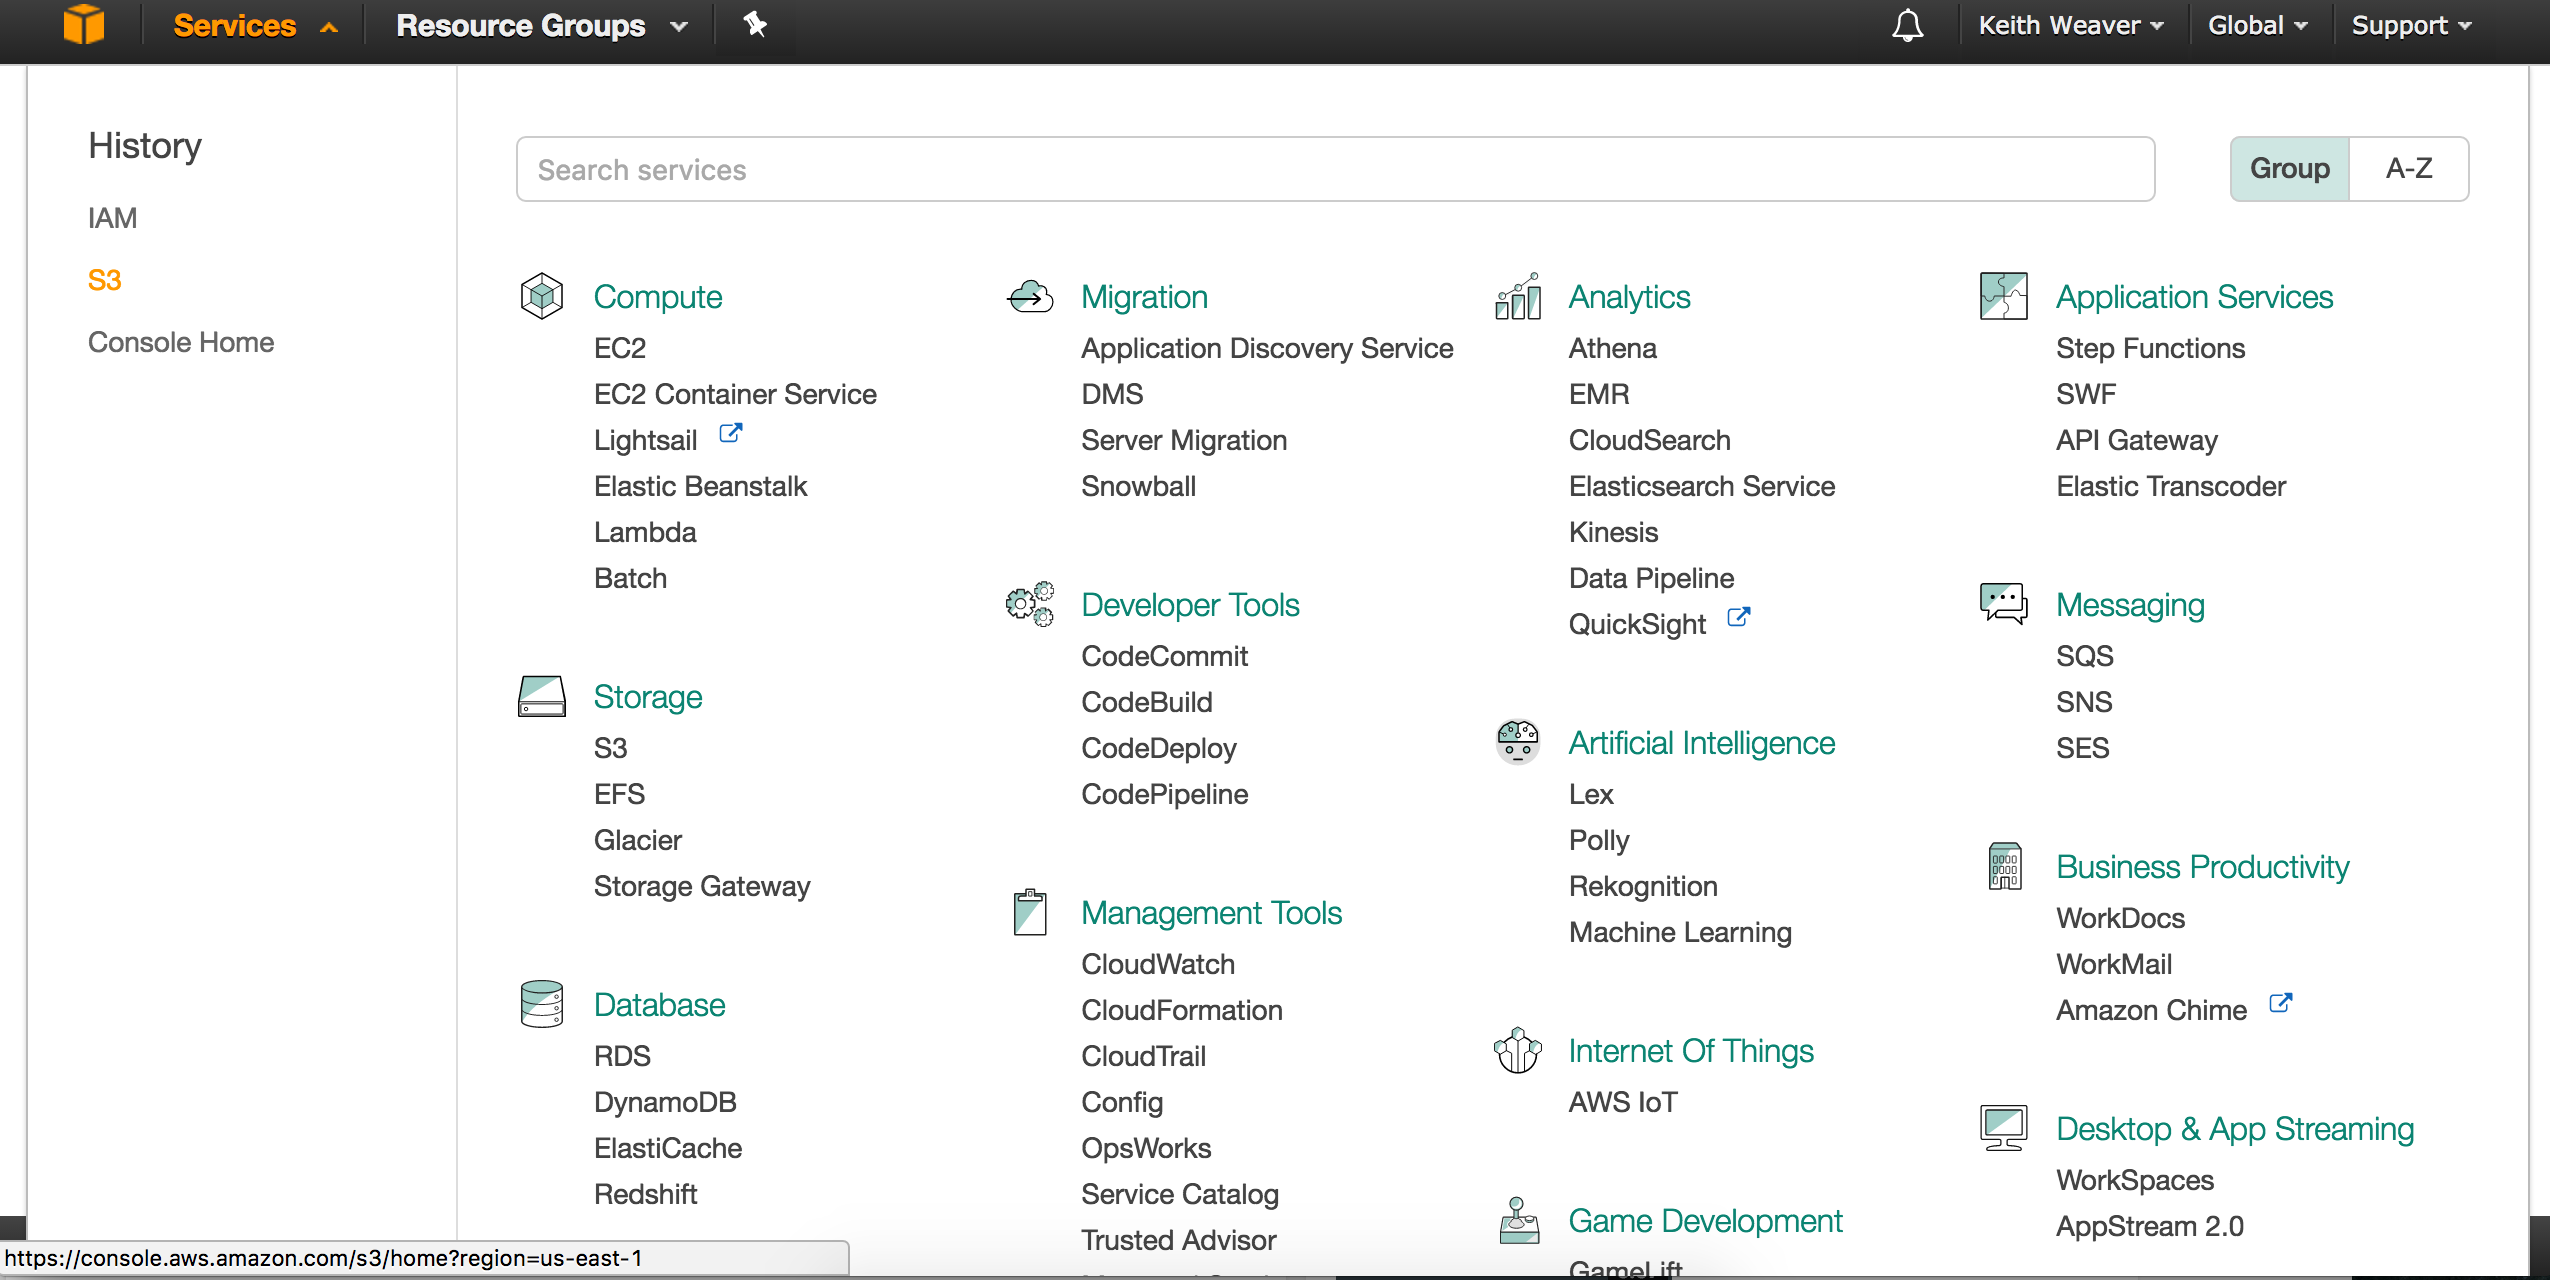 Services
Resource Groups
Keith Weaver
Global
Support
History
IAM
S3
Console Home
Search services
Group
A-Z
Compute
EC2
EC2 Container Service
Lightsail
Elastic Beanstalk
Lambda
Batch
Storage
S3
EFS
Glacier
Storage Gateway
Database
RDS
DynamoDB
ElastiCache
Redshift
Migration
Application Discovery Service
DMS
Server Migration
Snowball
Developer Tools
CodeCommit
CodeBuild
CodeDeploy
CodePipeline
Management Tools
CloudWatch
CloudFormation
CloudTrail
Config
OpsWorks
Service Catalog
Trusted Advisor
Analytics
Athena
EMR
CloudSearch
Elasticsearch Service
Kinesis
Data Pipeline
QuickSight
Artificial Intelligence
Lex
Polly
Rekognition
Machine Learning
Internet Of Things
AWS IoT
Game Development
GameLift
Application Services
Step Functions
SWF
API Gateway
Elastic Transcoder
Messaging
SQS
SNS
SES
Business Productivity
WorkDocs
WorkMail
Amazon Chime
Desktop & App Streaming
WorkSpaces
AppStream 2.0
https://console.aws.amazon.com/s3/home?region=us-east-1